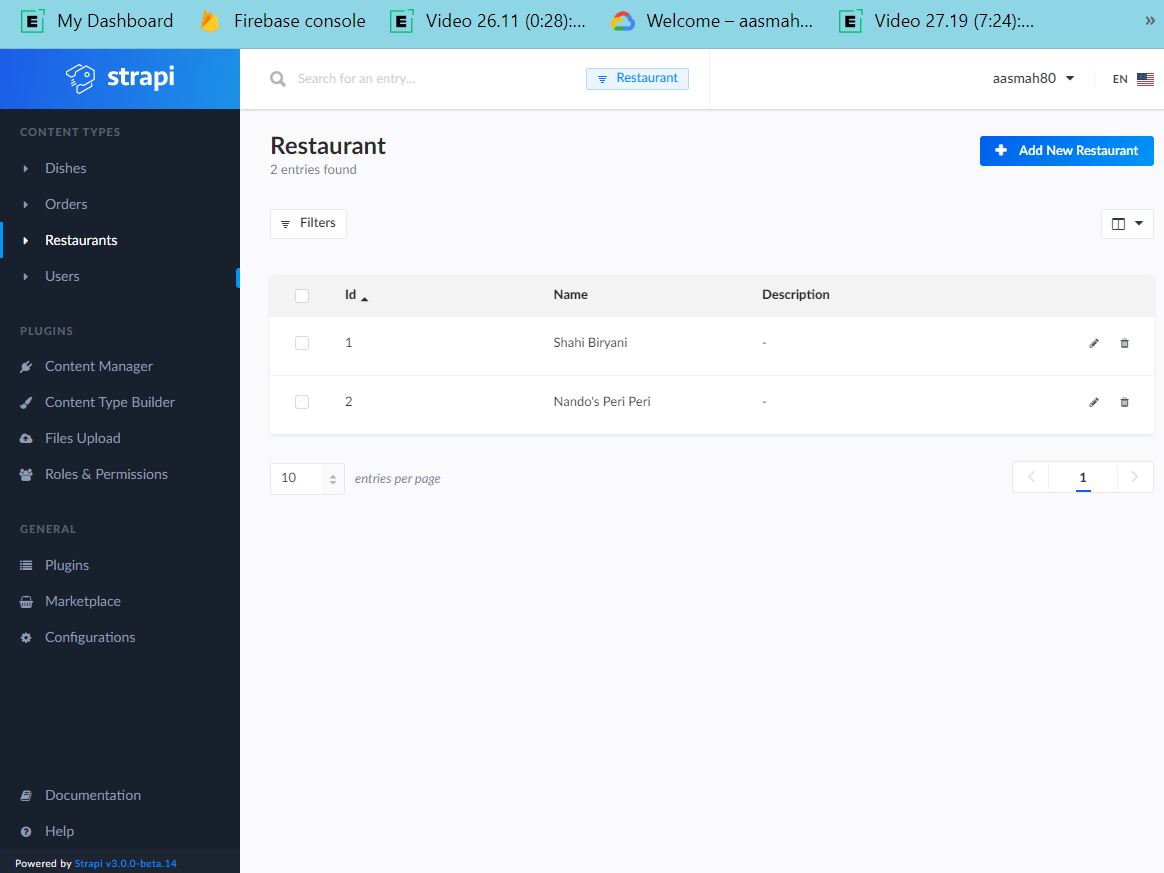 My Dashboard Firebase console Video 26.11 (0:28):... Welcome – aasmah... Video 27.19 (7:24):... »
strapi
Search for an entry...
Restaurant
aasmah80
EN
CONTENT TYPES
Dishes
Orders
Restaurants
Users
PLUGINS
Content Manager
Content Type Builder
Files Upload
Roles & Permissions
GENERAL
Plugins
Marketplace
Configurations
Documentation
Help
Powered by Strapi v3.0.0-beta.14
Restaurant
2 entries found
Add New Restaurant
Filters
Id Name Description
1 Shahi Biryani -
2 Nando's Peri Peri -
10 entries per page
1